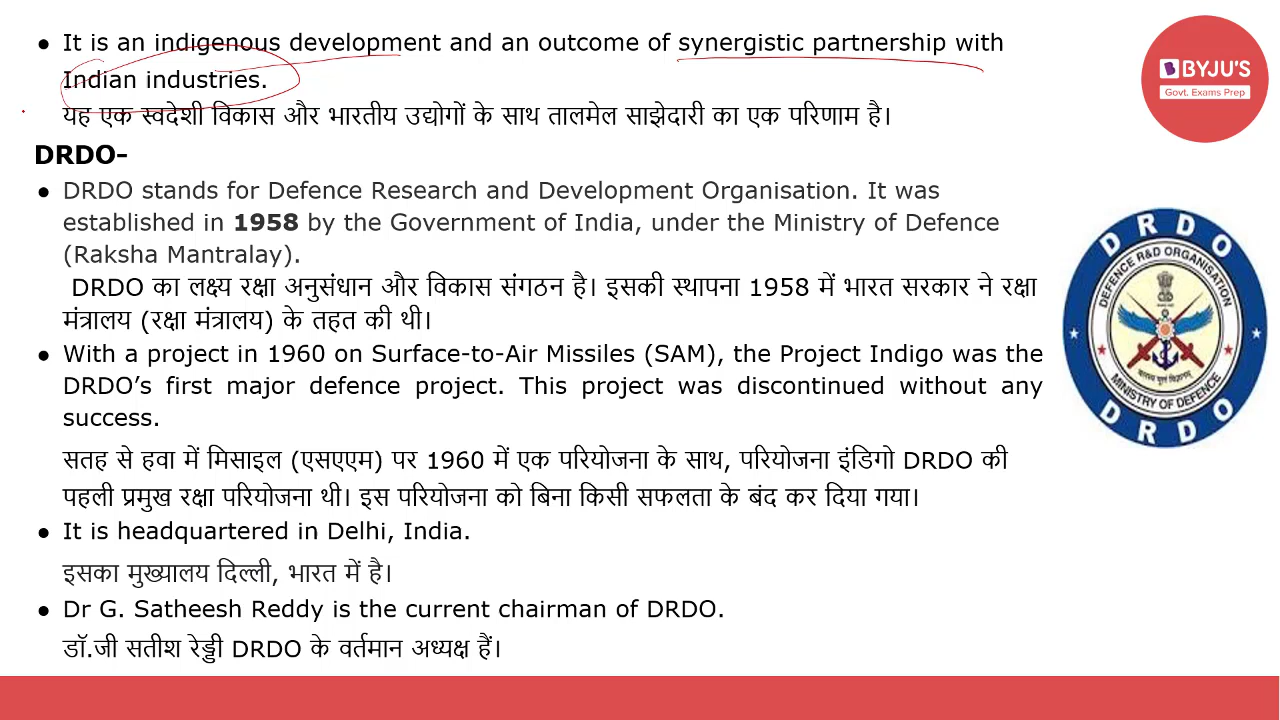 ● It is an indigenous development and an outcome of synergistic partnership with
Indian industries.
यह एक स्वदेशी विकास और भारतीय उद्योगों के साथ तालमेल साझेदारी का एक परिणाम है।
DRDO-
● DRDO stands for Defence Research and Development Organisation. It was
established in 1958 by the Government of India, under the Ministry of Defence
(Raksha Mantralay).
DRDO का लक्ष्य रक्षा अनुसंधान और विकास संगठन है। इसकी स्थापना 1958 में भारत सरकार ने रक्षा
मंत्रालय (रक्षा मंत्रालय) के तहत की थी।
● With a project in 1960 on Surface-to-Air Missiles (SAM), the Project Indigo was the
DRDO’s first major defence project. This project was discontinued without any
success.
सतह से हवा में मिसाइल (एसएएम) पर 1960 में एक परियोजना के साथ, परियोजना इंडिगो DRDO की
पहली प्रमुख रक्षा परियोजना थी। इस परियोजना को बिना किसी सफलता के बंद कर दिया गया।
● It is headquartered in Delhi, India.
इसका मुख्यालय दिल्ली, भारत में है।
● Dr G. Satheesh Reddy is the current chairman of DRDO.
डॉ.जी सतीश रेड्डी DRDO के वर्तमान अध्यक्ष हैं।
BYJU'S
Govt. Exams Prep
DRDO
DEFENCE R&D ORGANISATION
MINISTRY OF DEFENCE
DRDO